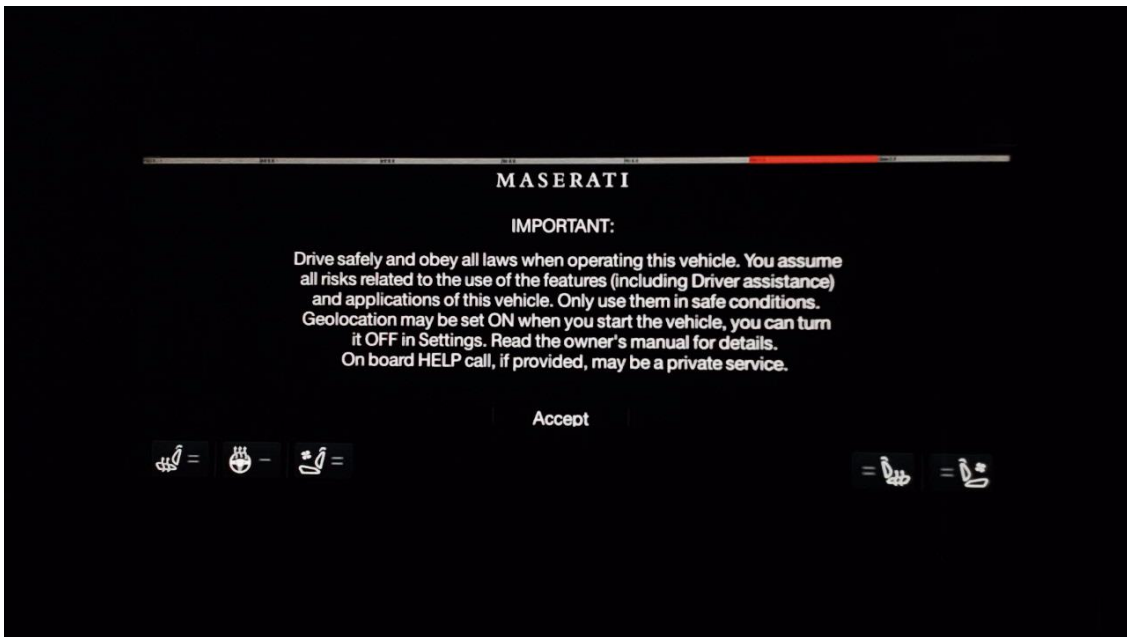 MASERATI
IMPORTANT:
Drive safely and obey all laws when operating this vehicle. You assume
all risks related to the use of the features (including Driver assistance)
and applications of this vehicle. Only use them in safe conditions.
Geolocation may be set ON when you start the vehicle, you can turn
it OFF in Settings. Read the owner's manual for details.
On board HELP call, if provided, may be a private service.
Accept